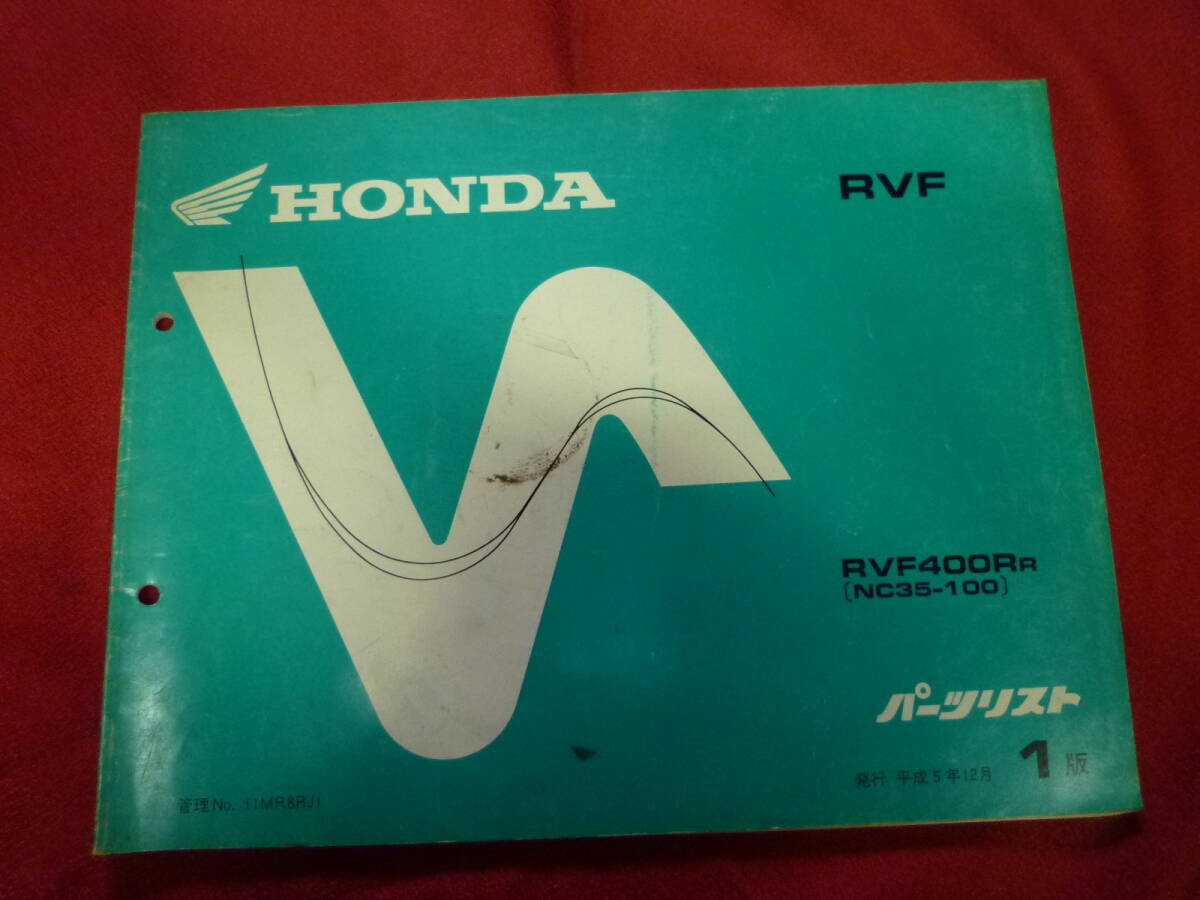 HONDA
RVF
RVF400RR
〔NC35-100〕
パーツリスト
発行 平成5年12月 1版
管理No. 11MR8RJ1